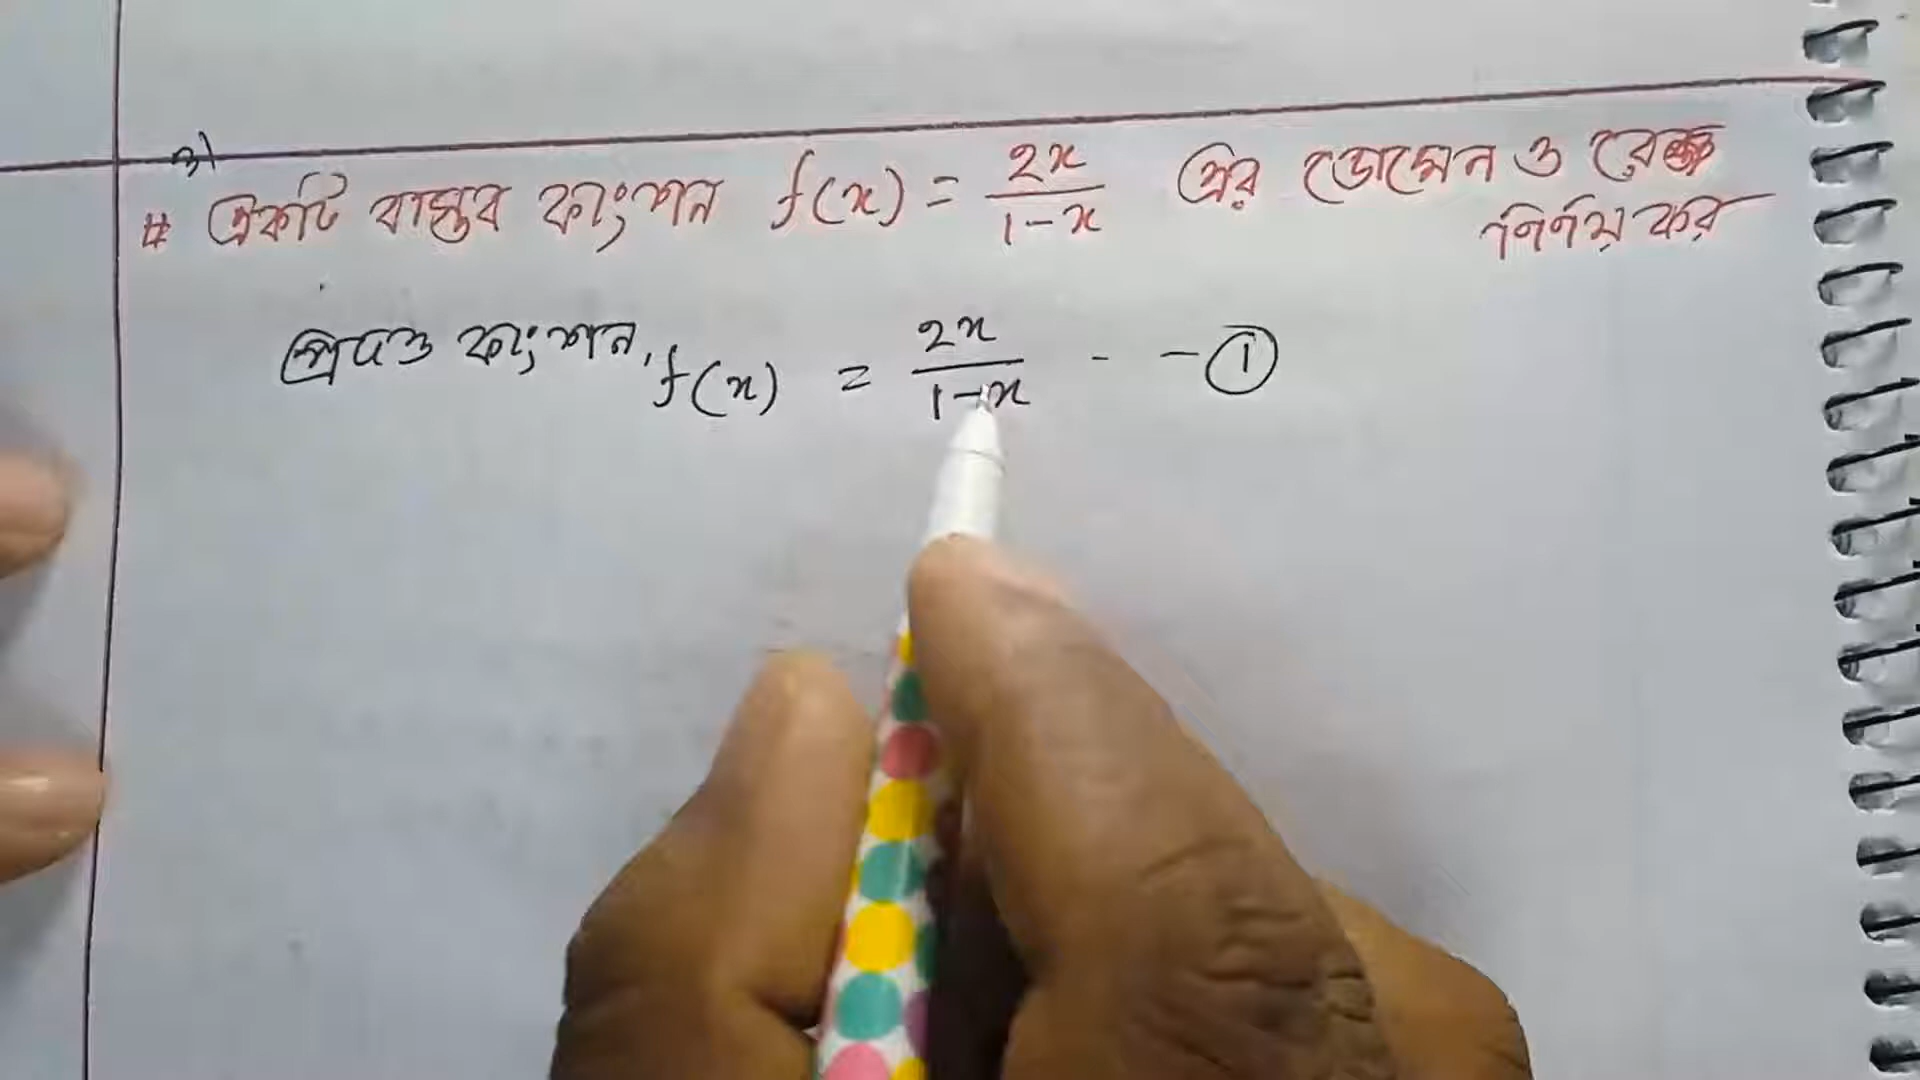 ৩)
# একটি বাস্তব ফাংশন f(x) = 2x/1-x এর ডোমেন ও রেঞ্জ
নির্ণয় কর
প্রদত্ত ফাংশন, f(x) = 2x/1-x - - ①